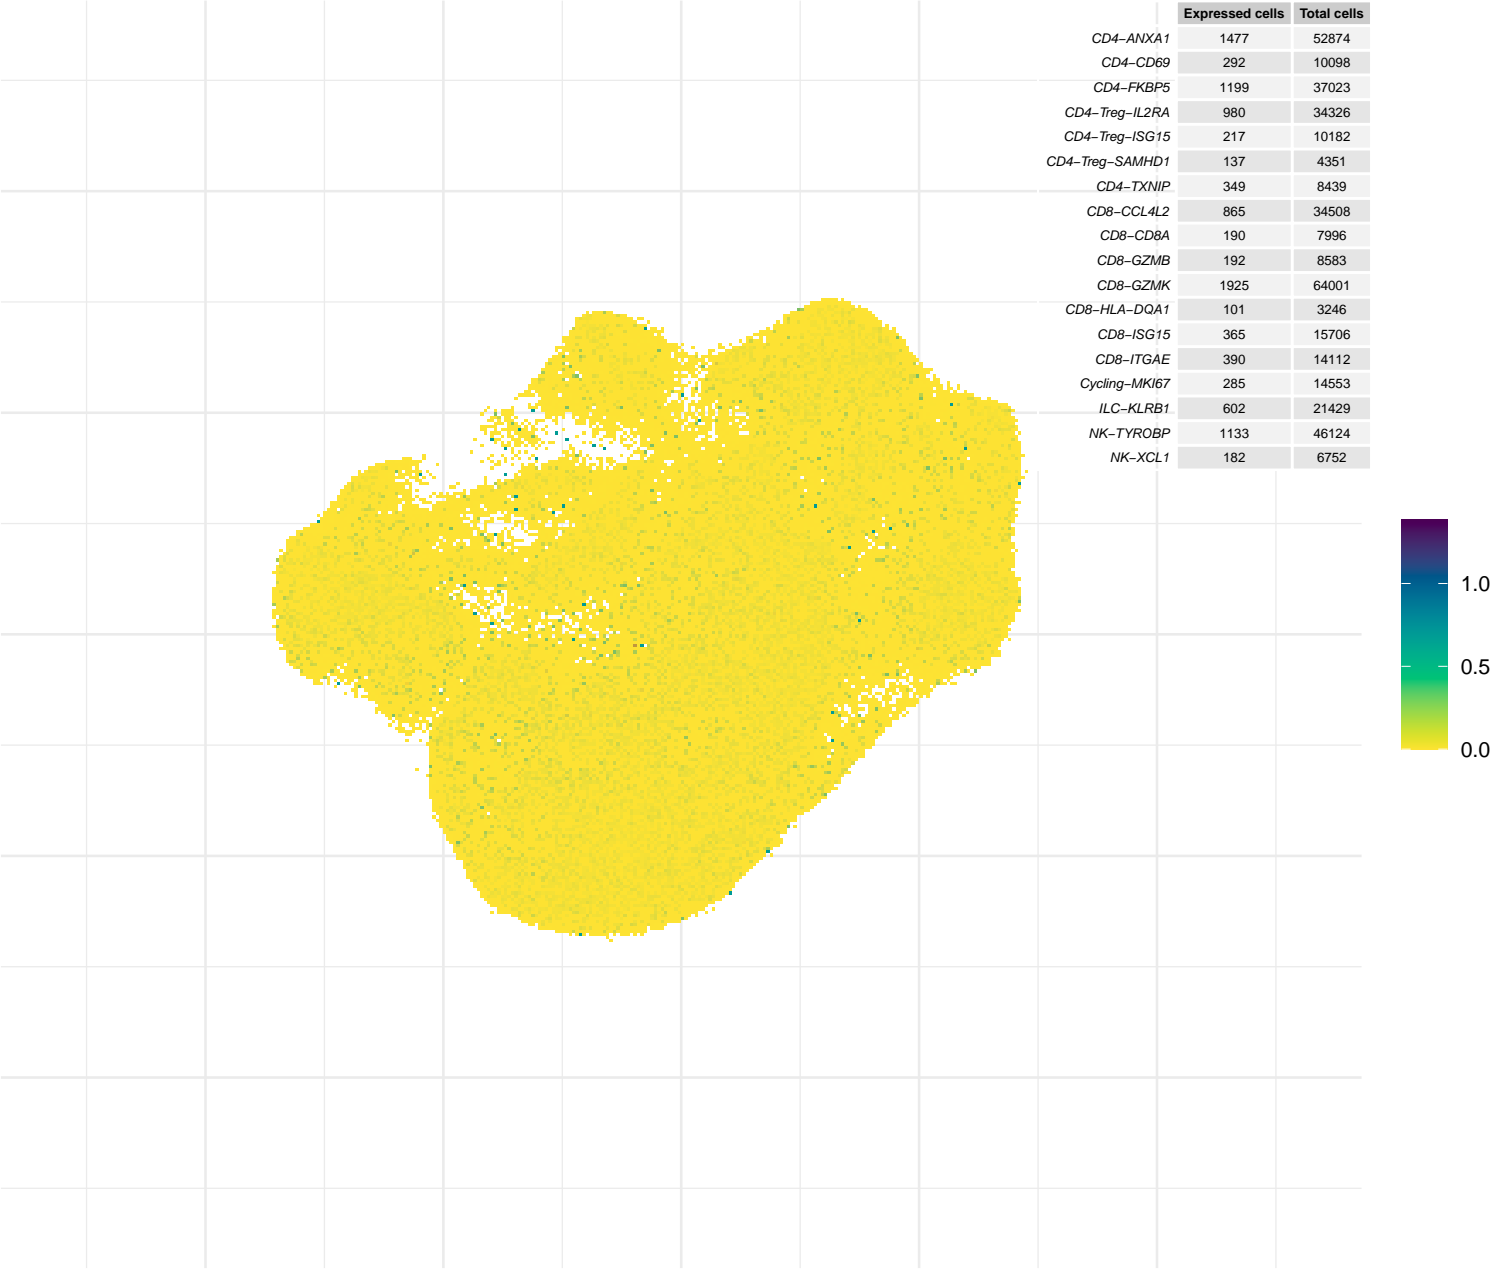 Expressed cells Total cells
CD4−ANXA1 1477 52874
CD4−CD69 292 10098
CD4−FKBP5 1199 37023
CD4−Treg−IL2RA 980 34326
CD4−Treg−ISG15 217 10182
CD4−Treg−SAMHD1 137 4351
CD4−TXNIP 349 8439
CD8−CCL4L2 865 34508
CD8−CD8A 190 7996
CD8−GZMB 192 8583
CD8−GZMK 1925 64001
CD8−HLA−DQA1 101 3246
CD8−ISG15 365 15706
CD8−ITGAE 390 14112
Cycling−MKI67 285 14553
ILC−KLRB1 602 21429
NK−TYROBP 1133 46124
NK−XCL1 182 6752
1.0
0.5
0.0